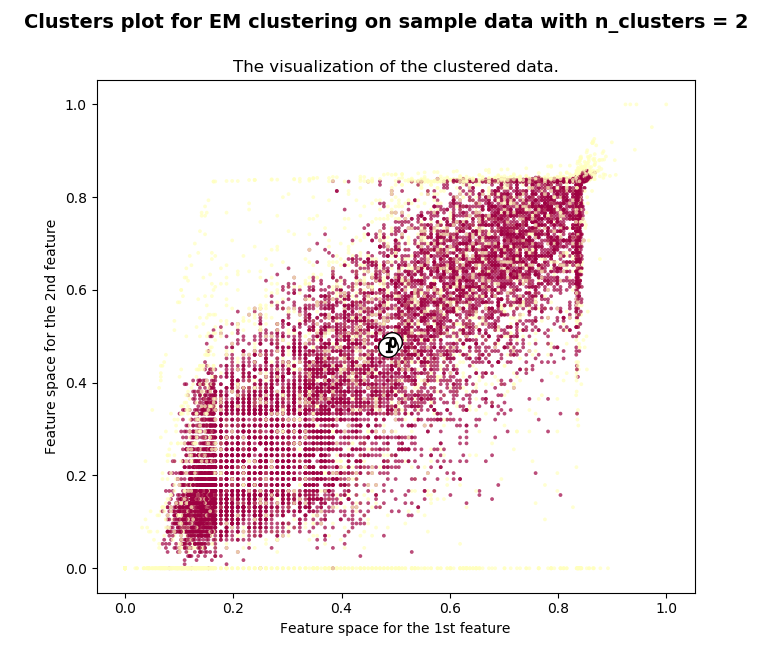 Clusters plot for EM clustering on sample data with n_clusters = 2
The visualization of the clustered data.
1.0
0.8
0.6
0.4
0.2
0.0
Feature space for the 2nd feature
0
1
0.0 0.2 0.4 0.6 0.8 1.0
Feature space for the 1st feature